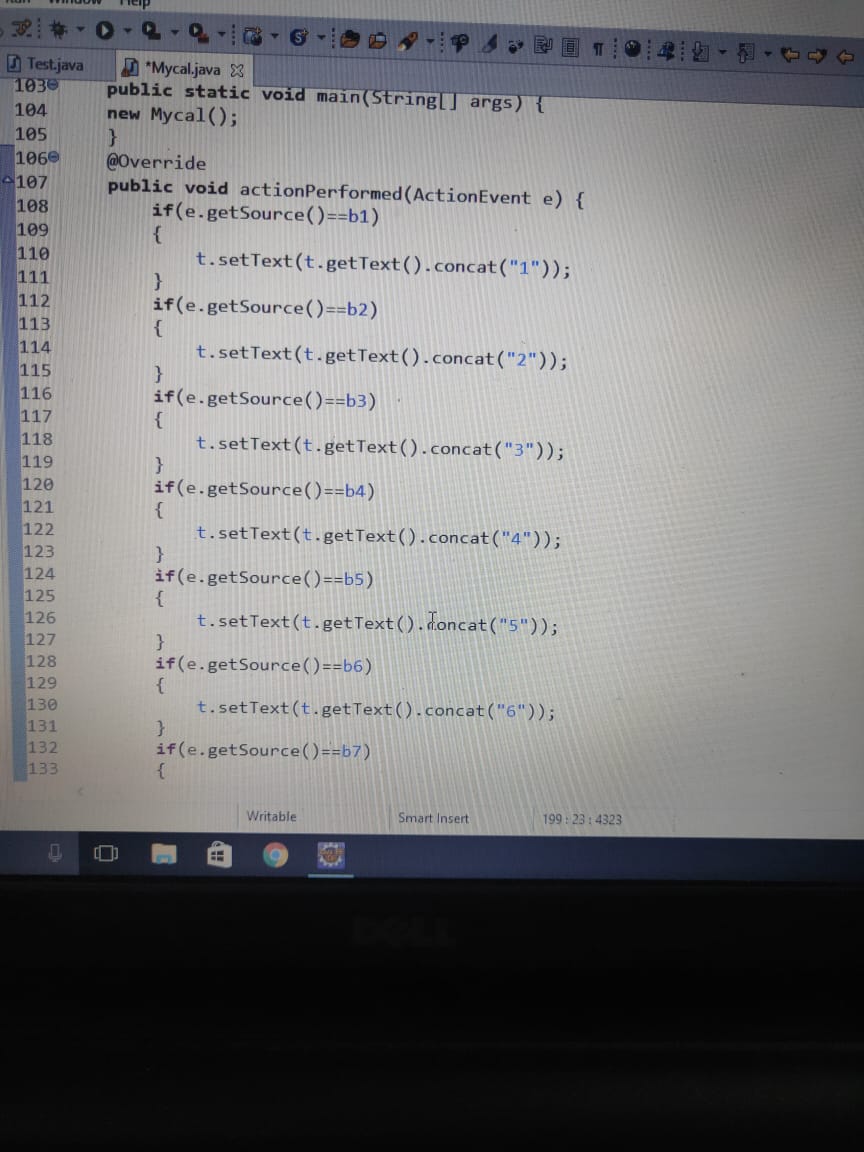 Window Help
Test.java *Mycal.java
103 public static void main(String[] args) {
104 new Mycal();
105 }
106 @Override
107 public void actionPerformed(ActionEvent e) {
108 if(e.getSource()==b1)
109 {
110 t.setText(t.getText().concat("1"));
111 }
112 if(e.getSource()==b2)
113 {
114 t.setText(t.getText().concat("2"));
115 }
116 if(e.getSource()==b3)
117 {
118 t.setText(t.getText().concat("3"));
119 }
120 if(e.getSource()==b4)
121 {
122 t.setText(t.getText().concat("4"));
123 }
124 if(e.getSource()==b5)
125 {
126 t.setText(t.getText().concat("5"));
127 }
128 if(e.getSource()==b6)
129 {
130 t.setText(t.getText().concat("6"));
131 }
132 if(e.getSource()==b7)
133 {
Writable Smart Insert 199 : 23 : 4323
DELL